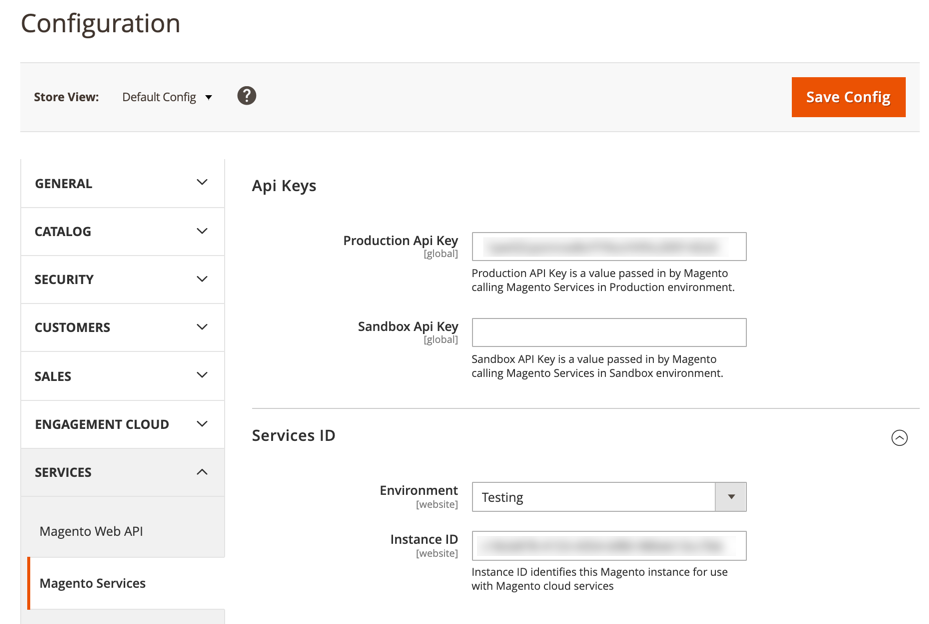 Configuration
Store View: Default Config ?
Save Config
GENERAL
CATALOG
SECURITY
CUSTOMERS
SALES
ENGAGEMENT CLOUD
SERVICES
Magento Web API
Magento Services
Api Keys
Production Api Key
[global]
Production API Key is a value passed in by Magento
calling Magento Services in Production environment.
Sandbox Api Key
[global]
Sandbox API Key is a value passed in by Magento
calling Magento Services in Sandbox environment.
Services ID
Environment
[website]
Testing
Instance ID
[website]
Instance ID identifies this Magento instance for use
with Magento cloud services